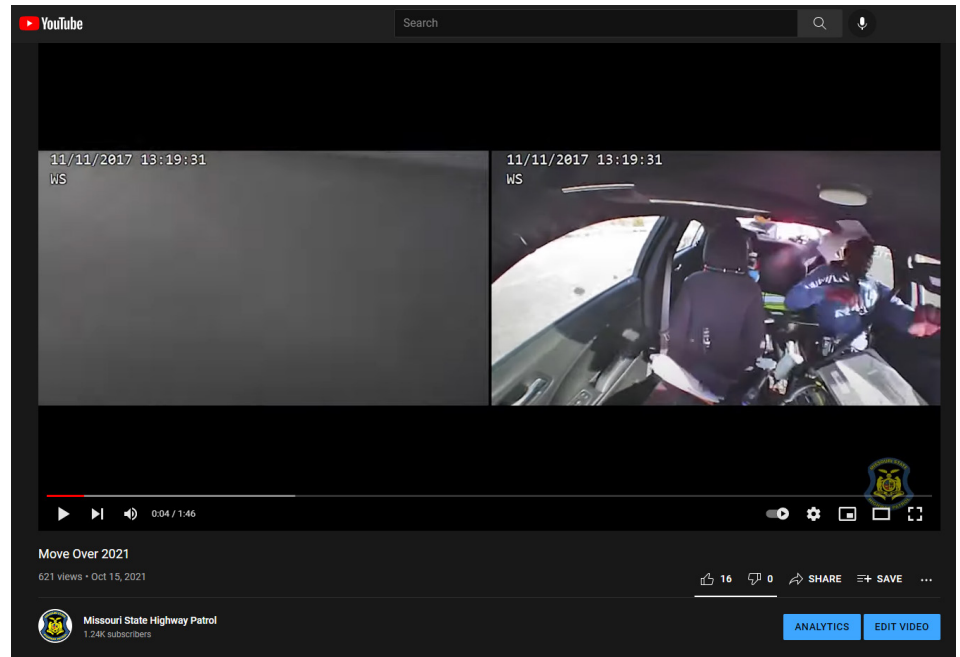 YouTube
Search
11/11/2017 13:19:31
WS
11/11/2017 13:19:31
WS
0:04 / 1:46
Move Over 2021
621 views • Oct 15, 2021
16
0
SHARE
SAVE
Missouri State Highway Patrol
1.24K subscribers
ANALYTICS
EDIT VIDEO